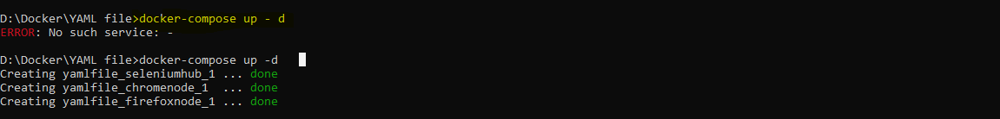 D:\Docker\YAML file>docker-compose up - d
ERROR: No such service: -
D:\Docker\YAML file>docker-compose up -d
Creating yamlfile_seleniumhub_1 ... done
Creating yamlfile_chromenode_1  ... done
Creating yamlfile_firefoxnode_1 ... done